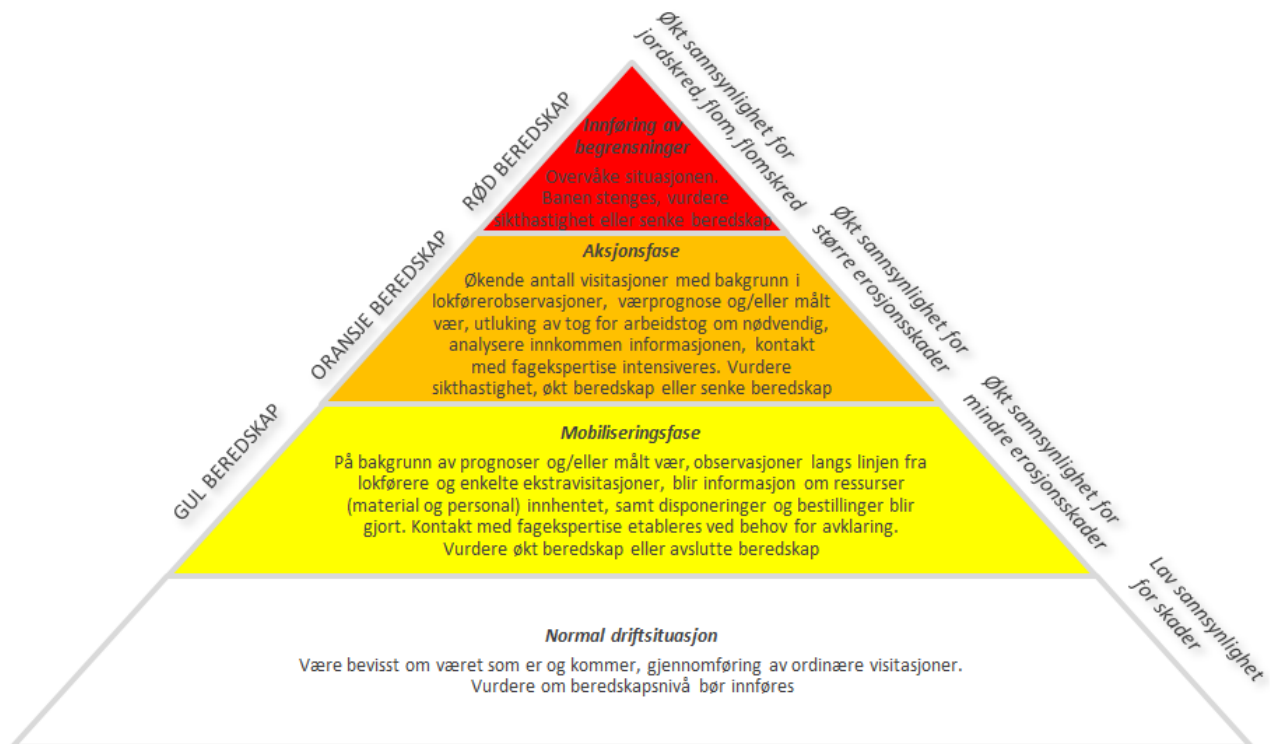 Økt sannsynlighet for
jordskred, flom, flomskred
RØD BEREDSKAP
Innføring av
begrensninger
Overvåke situasjonen.
Banen stenges, vurdere
sikthastighet eller senke beredskap
Økt sannsynlighet for
større erosjonsskader
ORANSJE BEREDSKAP
Aksjonsfase
Økende antall visitasjoner med bakgrunn i
lokførerobservasjoner, værprognose og/eller målt
vær, utluking av tog for arbeidstog om nødvendig,
analysere innkommen informasjonen, kontakt
med fagekspertise intensiveres. Vurdere
sikthastighet, økt beredskap eller senke beredskap
Økt sannsynlighet for
mindre erosjonsskader
GUL BEREDSKAP
Mobiliseringsfase
På bakgrunn av prognoser og/eller målt vær, observasjoner langs linjen fra
lokførere og enkelte ekstravisitasjoner, blir informasjon om ressurser
(material og personal) innhentet, samt disponeringer og bestillinger blir
gjort. Kontakt med fagekspertise etableres ved behov for avklaring.
Vurdere økt beredskap eller avslutte beredskap
Lav sannsynlighet
for skader
Normal driftsituasjon
Være bevisst om været som er og kommer, gjennomføring av ordinære visitasjoner.
Vurdere om beredskapsnivå bør innføres